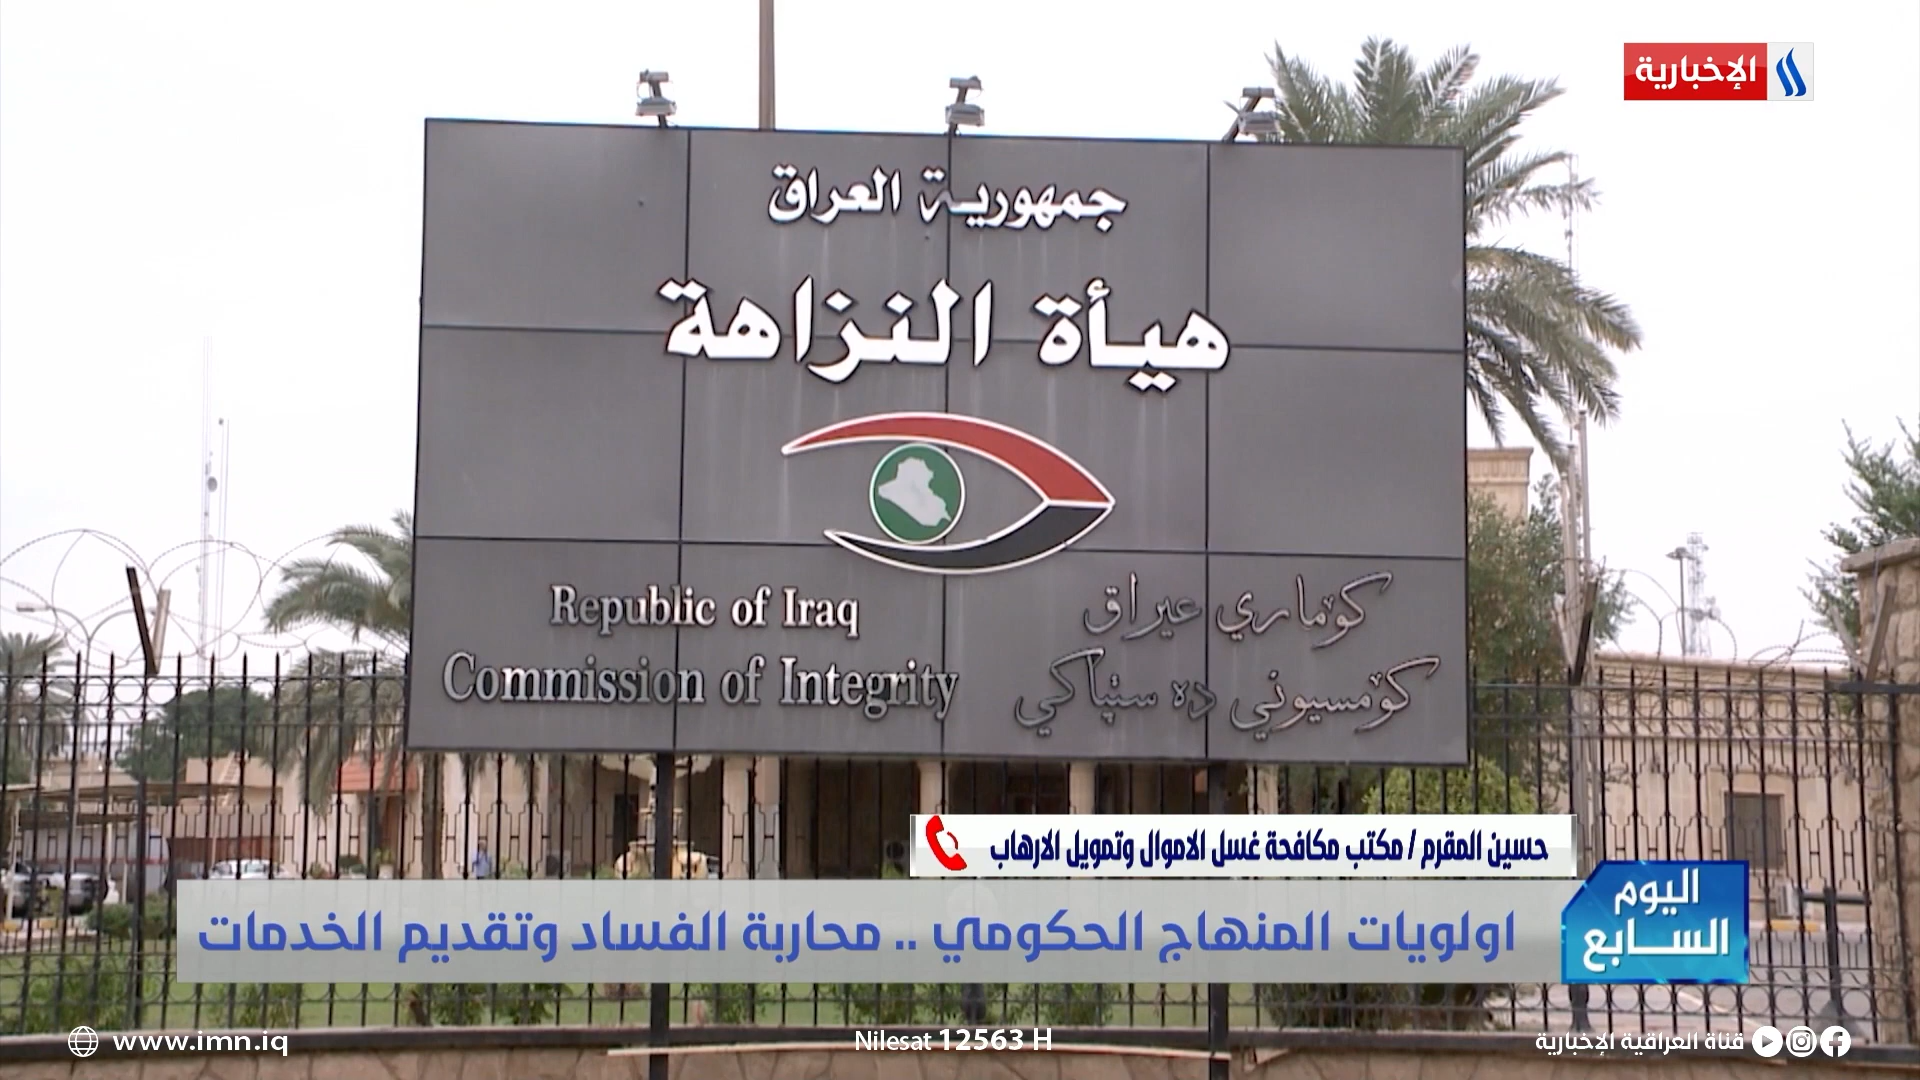 الإخبارية
جمهورية العراق
هيأة النزاهة
Republic of Iraq
Commission of Integrity
كۆماري عيراق
كۆمسيوني ده ستپاكي
حسين المقرم / مكتب مكافحة غسل الاموال وتمويل الارهاب
اليوم السابع
اولويات المنهاج الحكومي .. محاربة الفساد وتقديم الخدمات
www.imn.iq
Nilesat 12563 H
قناة العراقية الإخبارية